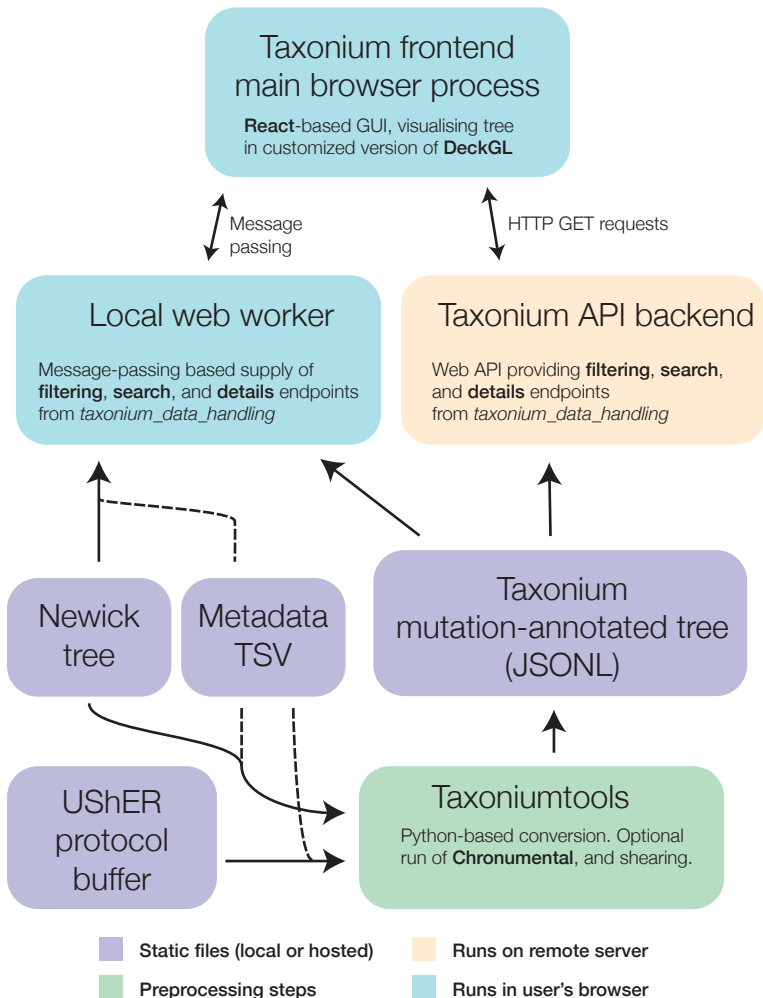 Taxonium frontend
main browser process
React-based GUI, visualising tree
in customized version of DeckGL
Message
passing
HTTP GET requests
Local web worker
Message-passing based supply of
filtering, search, and details endpoints
from taxonium_data_handling
Taxonium API backend
Web API providing filtering, search,
and details endpoints
from taxonium_data_handling
Newick
tree
Metadata
TSV
Taxonium
mutation-annotated tree
(JSONL)
UShER
protocol
buffer
Taxoniumtools
Python-based conversion. Optional
run of Chronumental, and shearing.
Static files (local or hosted)
Runs on remote server
Preprocessing steps
Runs in user's browser